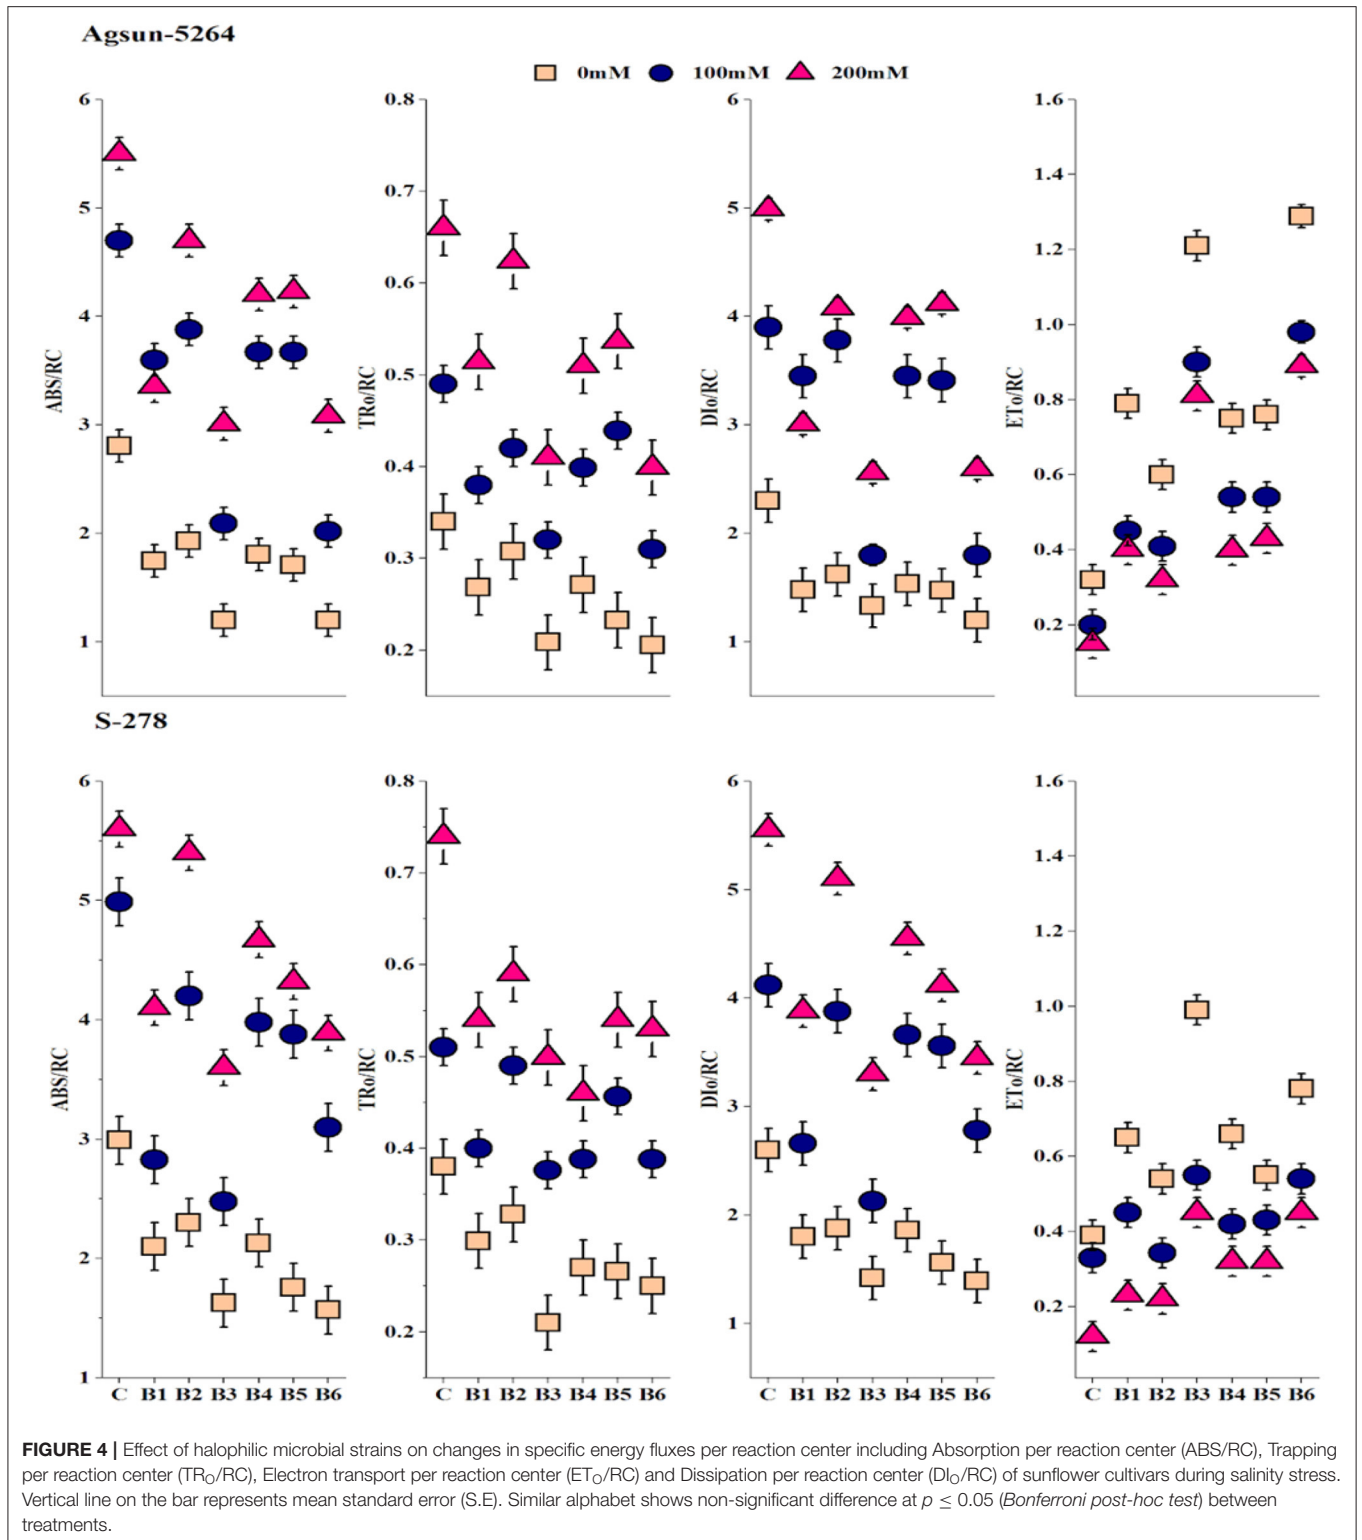 Agsun-5264
0mM 100mM 200mM
6 0.8 6 1.6
5 0.7 5 1.4
4 0.6 4 1.2
3 0.5 3 1.0
2 0.4 2 0.8
1 0.3 1 0.6
0.2 0.4
0.2
ABS/RC TR₀/RC DI₀/RC ET₀/RC
S-278
6 0.8 6 1.6
5 0.7 5 1.4
4 0.6 4 1.2
3 0.5 3 1.0
2 0.4 2 0.8
1 0.3 1 0.6
0.2 0.4
0.2
ABS/RC TR₀/RC DI₀/RC ET₀/RC
C B1 B2 B3 B4 B5 B6 C B1 B2 B3 B4 B5 B6 C B1 B2 B3 B4 B5 B6 C B1 B2 B3 B4 B5 B6
FIGURE 4 | Effect of halophilic microbial strains on changes in specific energy fluxes per reaction center including Absorption per reaction center (ABS/RC), Trapping
per reaction center (TR_O/RC), Electron transport per reaction center (ET_O/RC) and Dissipation per reaction center (DI_O/RC) of sunflower cultivars during salinity stress.
Vertical line on the bar represents mean standard error (S.E). Similar alphabet shows non-significant difference at p ≤ 0.05 (Bonferroni post-hoc test) between
treatments.